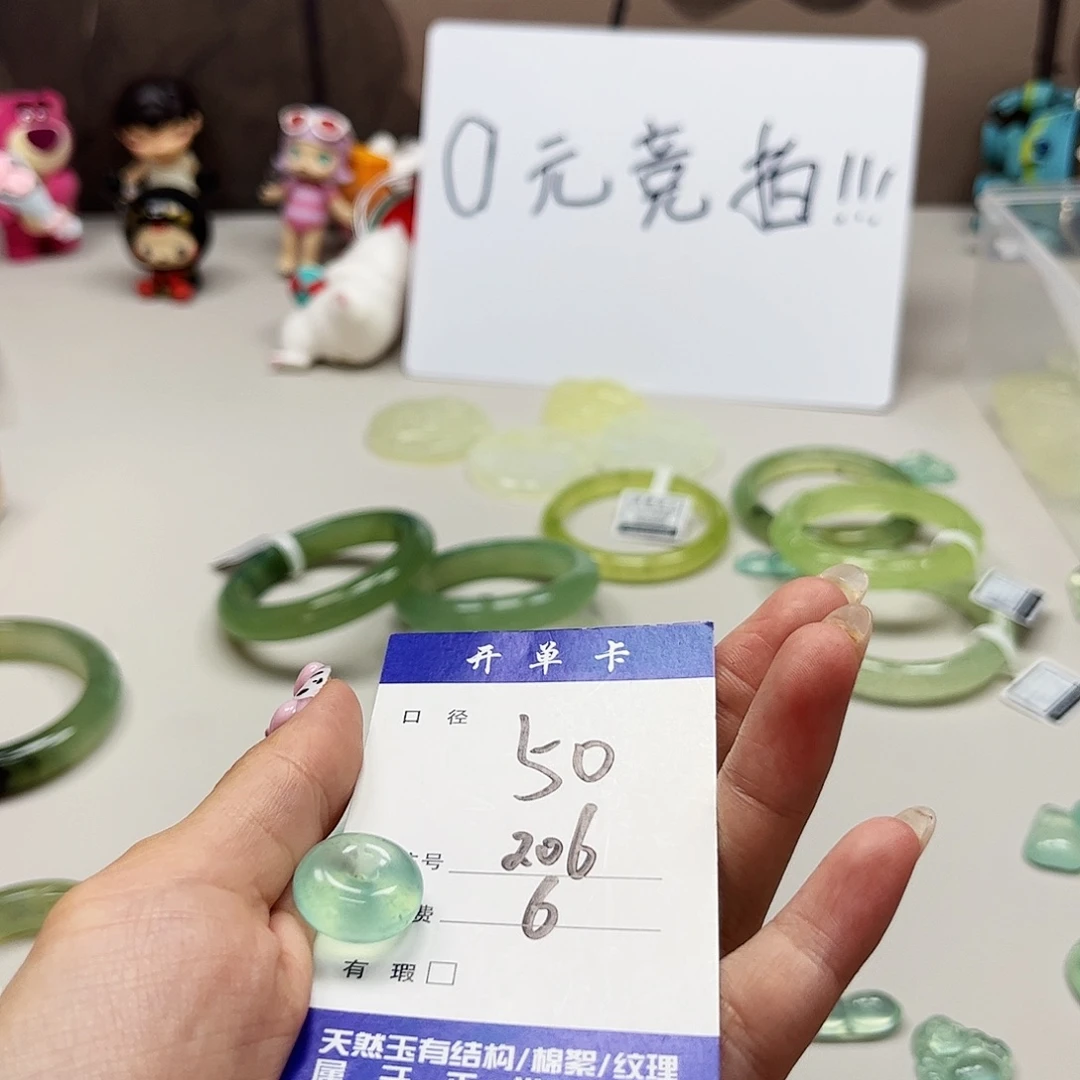 0元竞拍!!!
开单卡
口径 50
号 206
费 6
有瑕□
天然玉有结构/棉絮/纹理
属